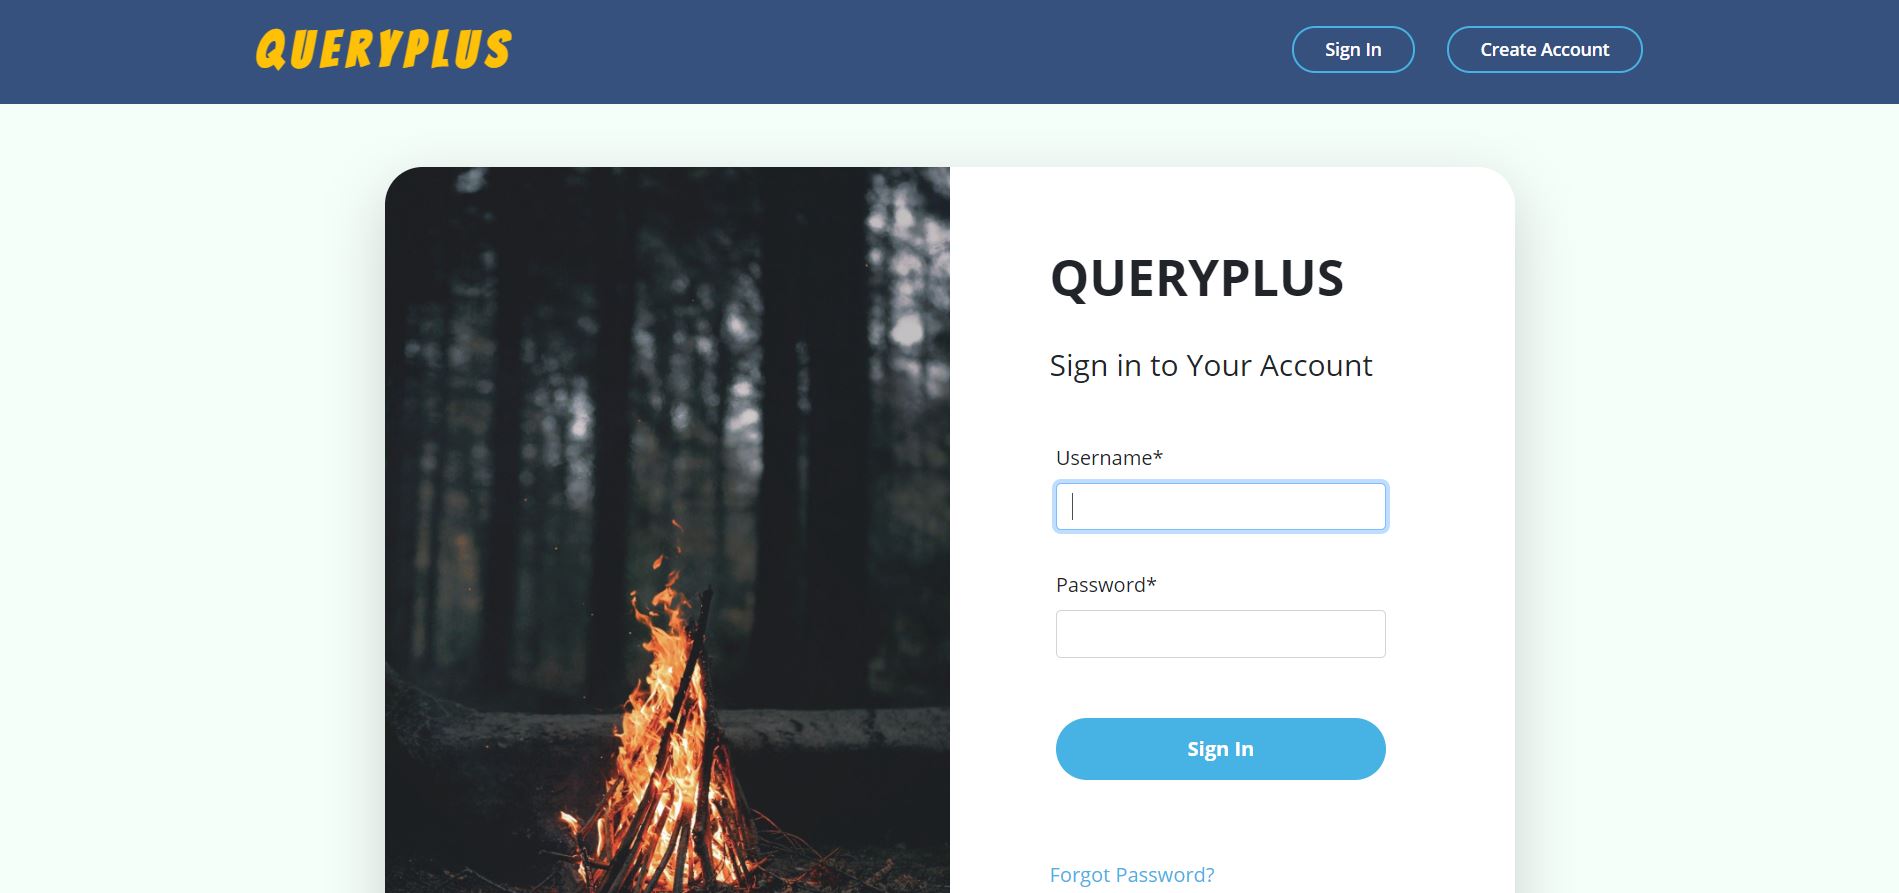 QUERYPLUS
Sign In
Create Account
QUERYPLUS
Sign in to Your Account
Username*
Password*
Sign In
Forgot Password?